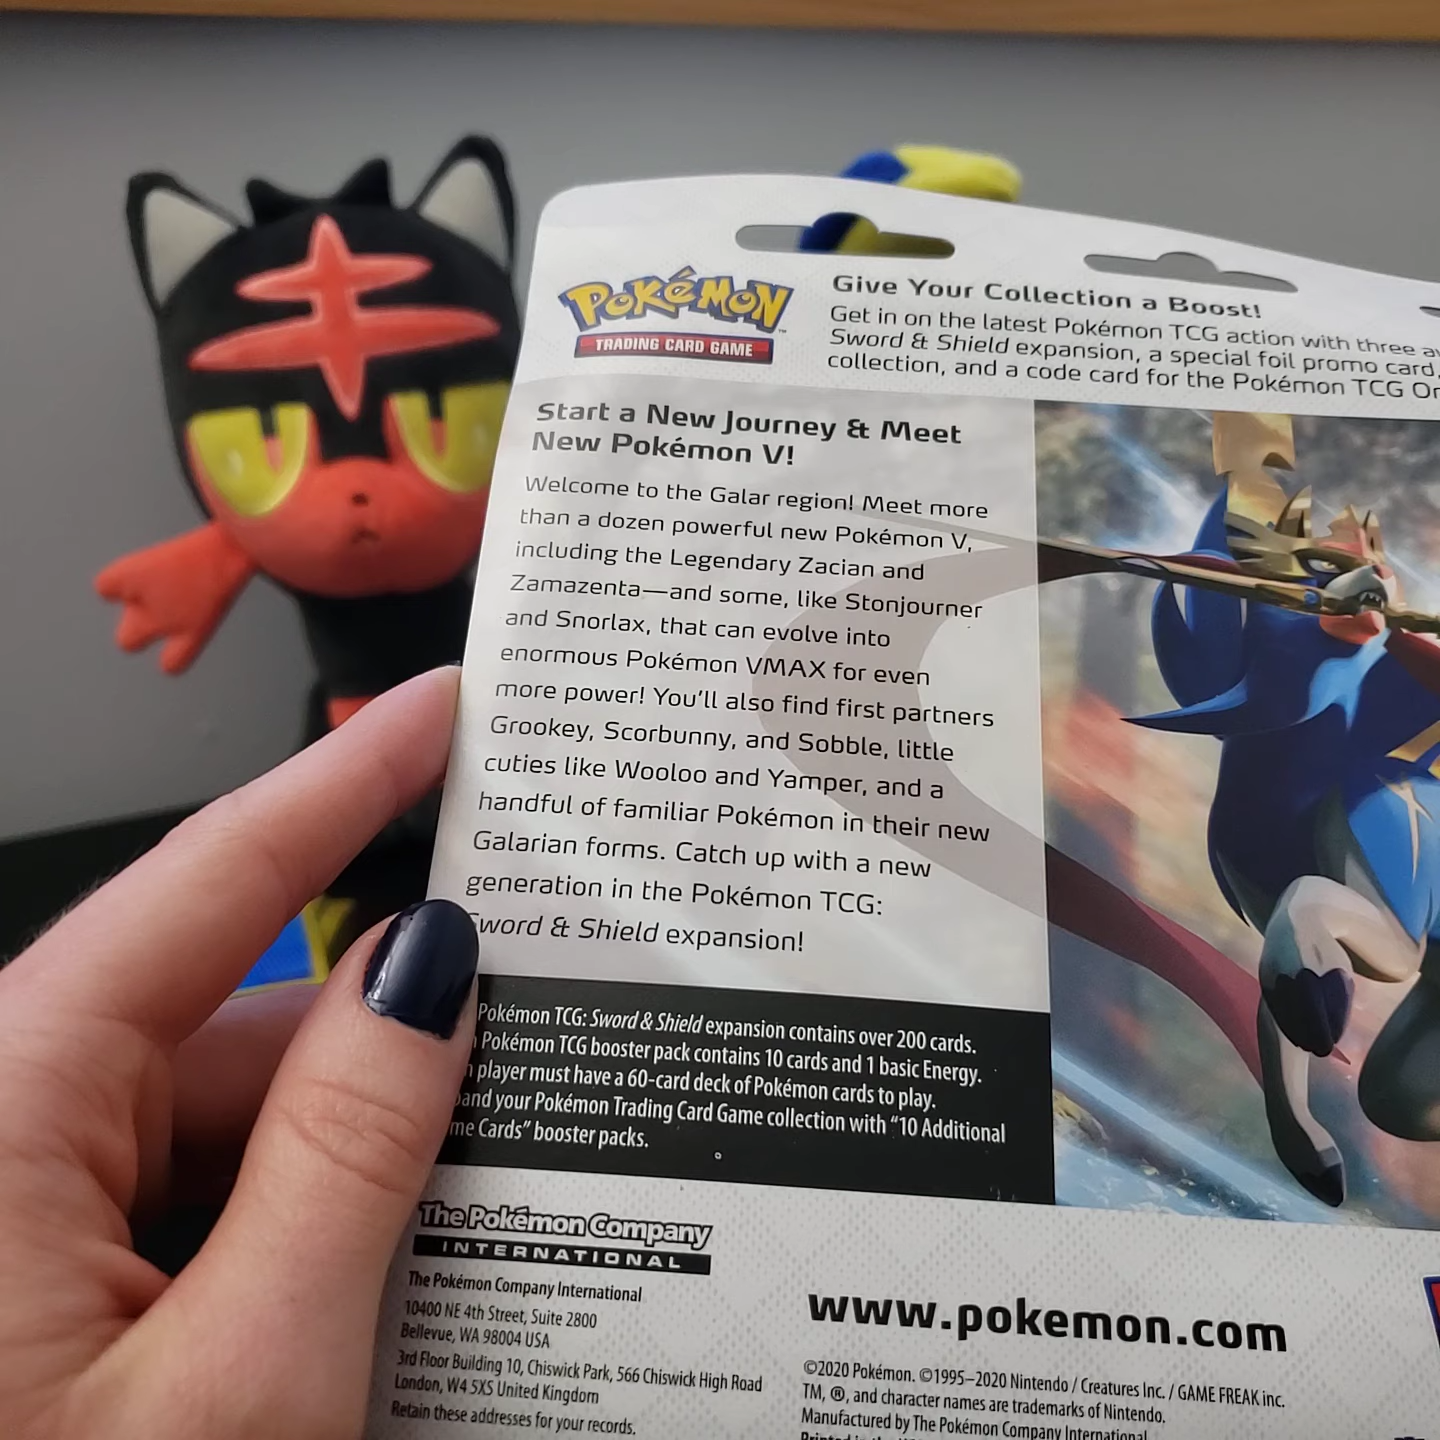 POKéMON™
TRADING CARD GAME
Give Your Collection a Boost!
Get in on the latest Pokémon TCG action with three
Sword & Shield expansion, a special foil promo card,
collection, and a code card for the Pokémon TCG
Start a New Journey & Meet
New Pokémon V!
Welcome to the Galar region! Meet more
than a dozen powerful new Pokémon V,
including the Legendary Zacian and
Zamazenta—and some, like Stonjourner
and Snorlax, that can evolve into
enormous Pokémon VMAX for even
more power! You'll also find first partners
Grookey, Scorbunny, and Sobble, little
cuties like Wooloo and Yamper, and a
handful of familiar Pokémon in their new
Galarian forms. Catch up with a new
generation in the Pokémon TCG:
Sword & Shield expansion!
Pokémon TCG: Sword & Shield expansion contains over 200 cards.
Pokémon TCG booster pack contains 10 cards and 1 basic Energy.
player must have a 60-card deck of Pokémon cards to play.
your Pokémon Trading Card Game collection with “10 Additional
Cards” booster packs.
The Pokémon Company
INTERNATIONAL
The Pokémon Company International
10400 NE 4th Street, Suite 2800
Bellevue, WA 98004 USA
3rd Floor Building 10, Chiswick Park, 566 Chiswick High Road
London, W4 5XS United Kingdom
Retain these addresses for your records.
www.pokemon.com
©2020 Pokémon. ©1995–2020 Nintendo / Creatures Inc. / GAME FREAK inc.
TM, ®, and character names are trademarks of Nintendo.
Manufactured by The Pokémon Company International